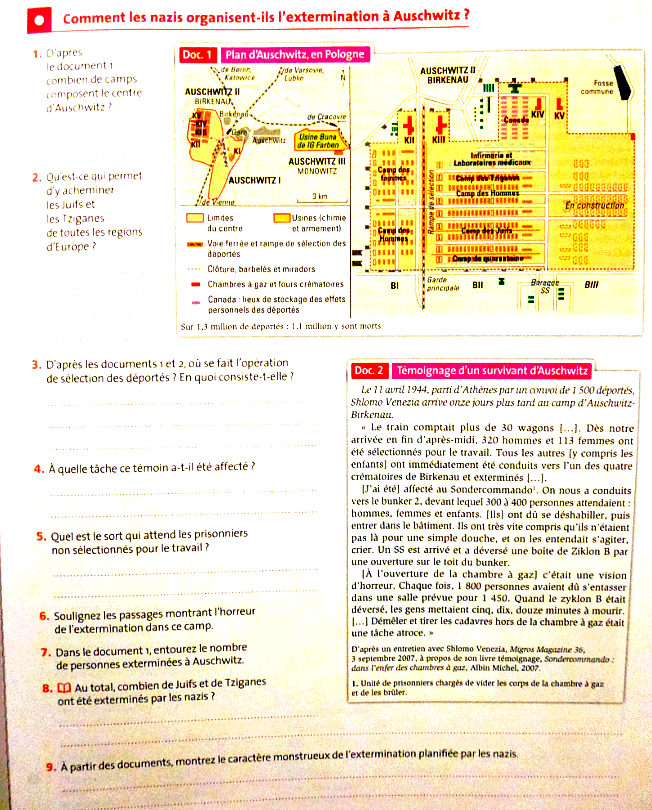 Comment les nazis organisent-ils l'extermination à Auschwitz ?
1. D'après
le document 1
combien de camps
composent le centre
d'Auschwitz ?
2. Qu'est-ce qui permet
d'y acheminer
les Juifs et
les Tziganes
de toutes les régions
d'Europe ?
Doc. 1 Plan d'Auschwitz, en Pologne
de Berlin, Katowice
de Varsovie, Lublin
N
AUSCHWITZ II
BIRKENAU
Birkenau
de Cracovie
KV
KIV
KIII
KII
Gare
Auschwitz
KI
Usine Buna
de IG Farben
AUSCHWITZ III
MONOWITZ
AUSCHWITZ I
de Vienne
3 km
Limites
du centre
Usines (chimie
et armement)
Voie ferrée et rampe de sélection des
déportés
Clôture, barbelés et miradors
Chambres à gaz et fours crématoires
Canada : lieux de stockage des effets
personnels des déportés
AUSCHWITZ II
BIRKENAU
Fosse
commune
Canada
KIV
KV
KII
KIII
Infirmerie et
Laboratoires médicaux
Camp des
femmes
Camp des Tziganes
Camp des Hommes
En construction
Rampe de sélection
Camp des
Hommes
Camp des Juifs
Camp de quarantaine
BI
Garde
principale
BII
Baraque
SS
BIII
Sur 1,3 million de déportés : 1,1 million y sont morts.
3. D'après les documents 1 et 2, où se fait l'opération
de sélection des déportés ? En quoi consiste-t-elle ?
4. À quelle tâche ce témoin a-t-il été affecté ?
5. Quel est le sort qui attend les prisonniers
non sélectionnés pour le travail ?
6. Soulignez les passages montrant l'horreur
de l'extermination dans ce camp.
7. Dans le document 1, entourez le nombre
de personnes exterminées à Auschwitz.
8. Au total, combien de Juifs et de Tziganes
ont été exterminés par les nazis ?
Doc. 2 Témoignage d'un survivant d'Auschwitz
Le 11 avril 1944, parti d'Athènes par un convoi de 1 500 déportés,
Shlomo Venezia arrive onze jours plus tard au camp d'Auschwitz-
Birkenau.
« Le train comptait plus de 30 wagons [...]. Dès notre
arrivée en fin d'après-midi, 320 hommes et 113 femmes ont
été sélectionnés pour le travail. Tous les autres [y compris les
enfants] ont immédiatement été conduits vers l'un des quatre
crématoires de Birkenau et exterminés [...].
[J'ai été] affecté au Sondercommando¹. On nous a conduits
vers le bunker 2, devant lequel 300 à 400 personnes attendaient :
hommes, femmes et enfants. [Ils] ont dû se déshabiller, puis
entrer dans le bâtiment. Ils ont très vite compris qu'ils n'étaient
pas là pour une simple douche, et on les entendait s'agiter,
crier. Un SS est arrivé et a déversé une boîte de Ziklon B par
une ouverture sur le toit du bunker.
[À l'ouverture de la chambre à gaz] c'était une vision
d'horreur. Chaque fois, 1 800 personnes avaient dû s'entasser
dans une salle prévue pour 1 450. Quand le zyklon B était
déversé, les gens mettaient cinq, dix, douze minutes à mourir.
[...] Démêler et tirer les cadavres hors de la chambre à gaz était
une tâche atroce. »
D'après un entretien avec Shlomo Venezia, Migros Magazine 36,
3 septembre 2007, à propos de son livre témoignage, Sondercommando :
dans l'enfer des chambres à gaz, Albin Michel, 2007.
1. Unité de prisonniers chargés de vider les corps de la chambre à gaz
et de les brûler.
9. À partir des documents, montrez le caractère monstrueux de l'extermination planifiée par les nazis.